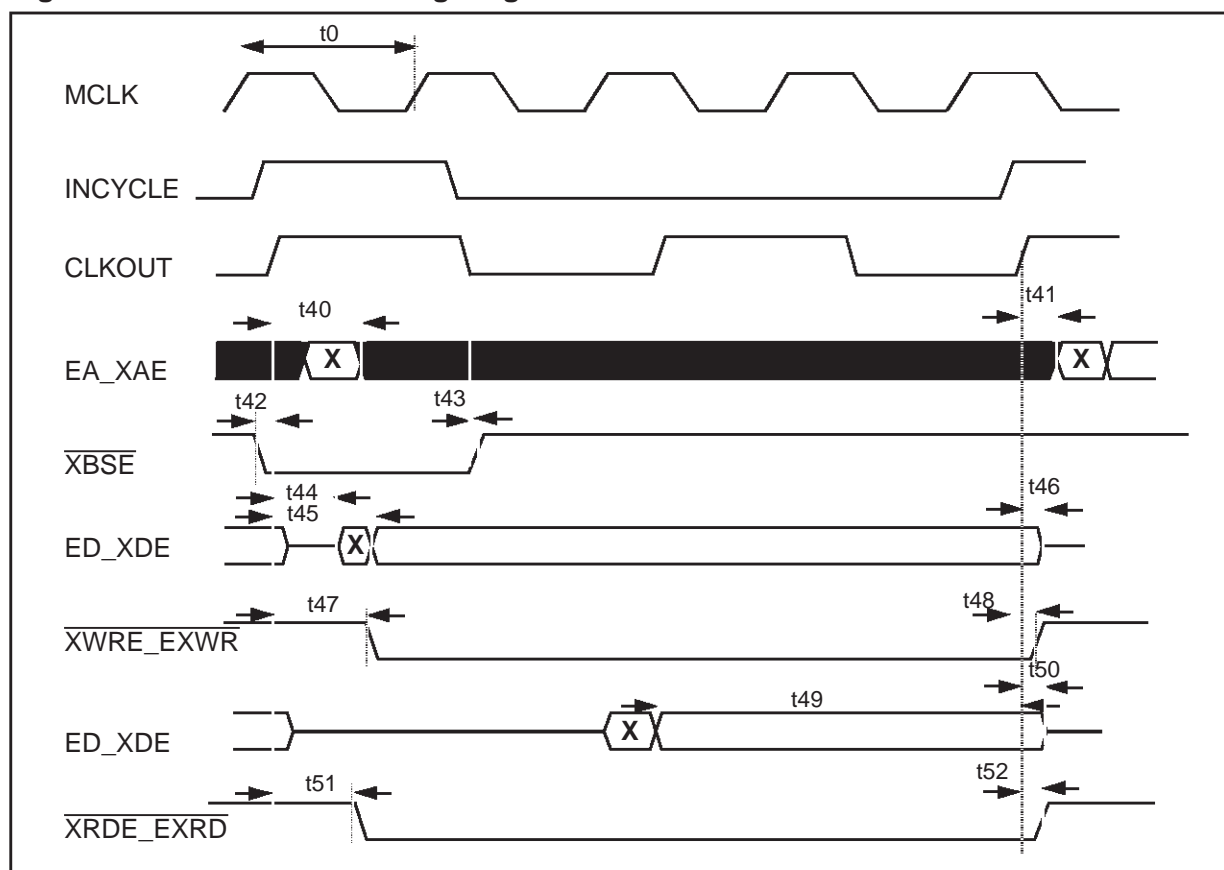 t0
MCLK
INCYCLE
CLKOUT
t40
t41
EA_XAE
X
X
t42
t43
XBSE
t44
t46
t45
ED_XDE
X
t47
t48
XWRE_EXWR
t50
t49
ED_XDE
X
t51
t52
XRDE_EXRD